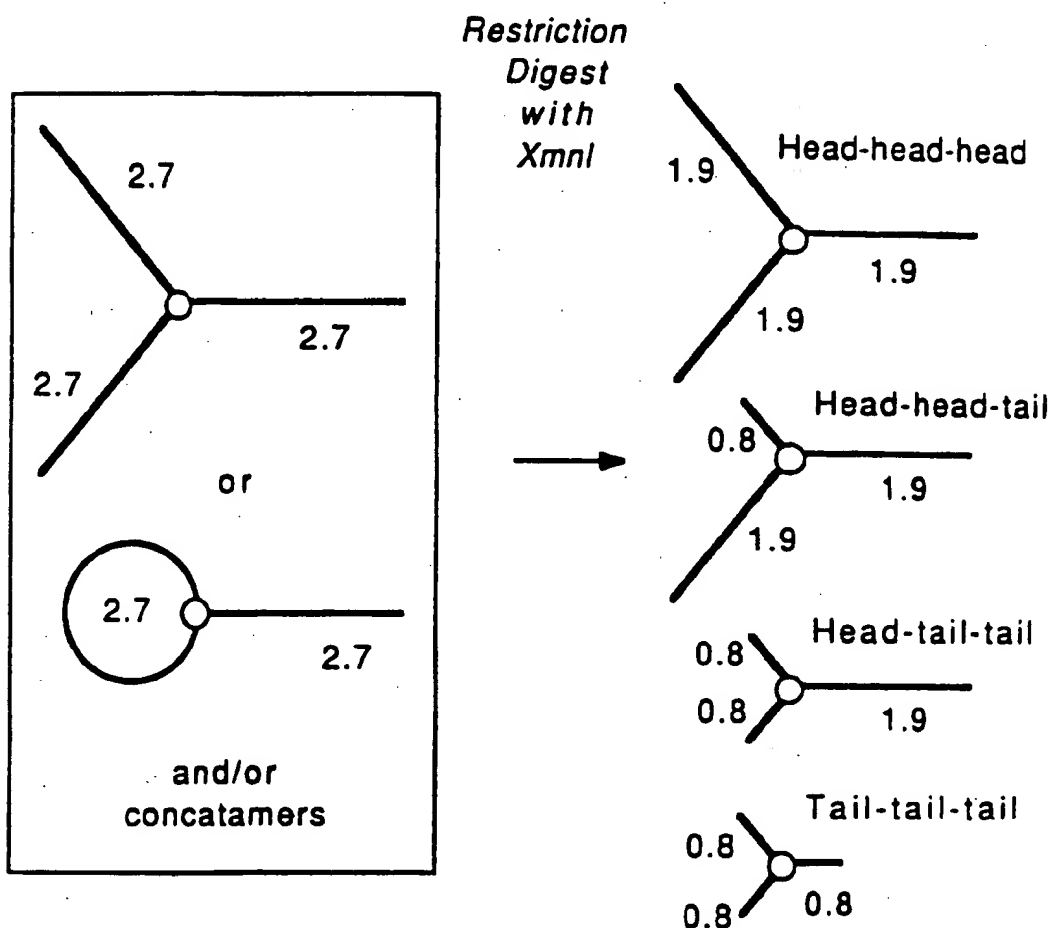 Restriction
Digest
with
XmnI
2.7
2.7
2.7
or
2.7
2.7
and/or
concatamers
Head-head-head
1.9
1.9
1.9
Head-head-tail
0.8
1.9
1.9
Head-tail-tail
0.8
0.8
1.9
Tail-tail-tail
0.8
0.8
0.8